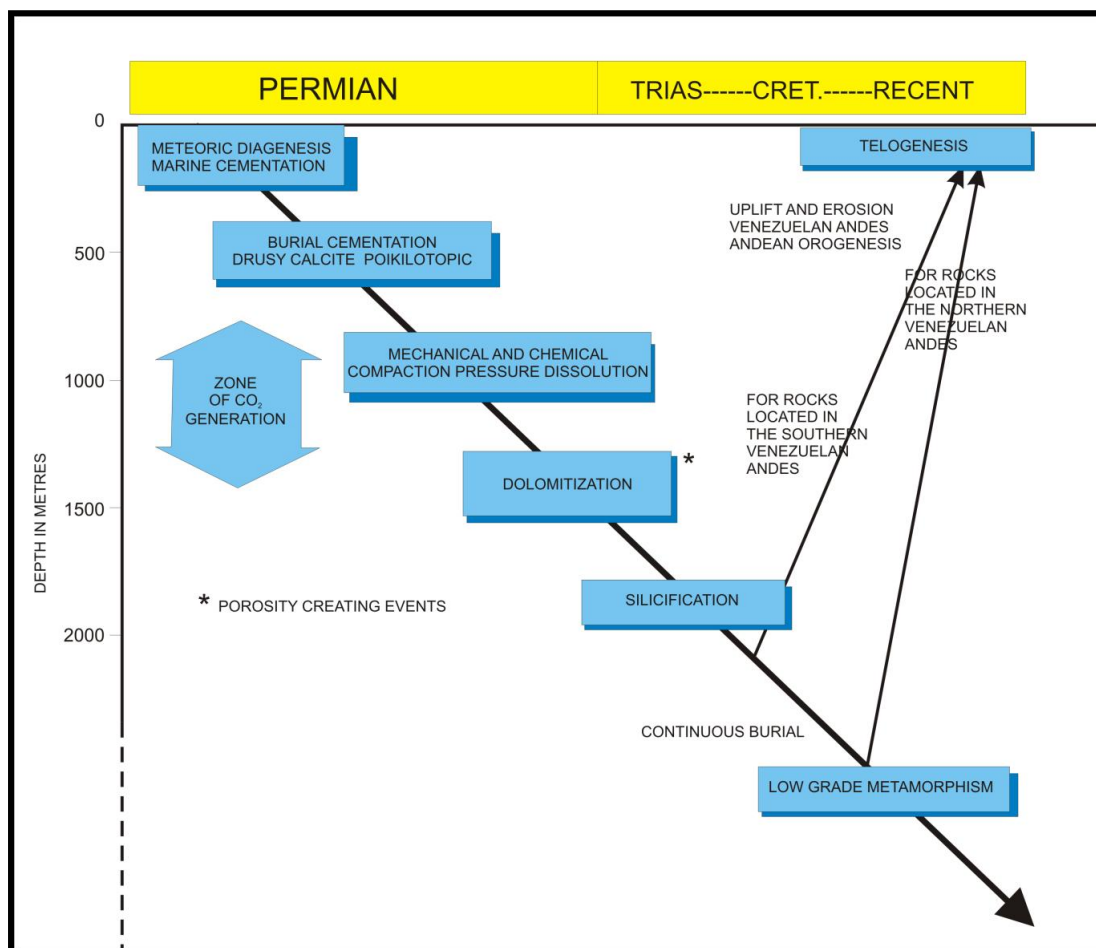 PERMIAN
TRIAS------CRET.------RECENT
0
METEORIC DIAGENESIS
MARINE CEMENTATION
TELOGENESIS
UPLIFT AND EROSION
VENEZUELAN ANDES
ANDEAN OROGENESIS
BURIAL CEMENTATION
DRUSY CALCITE POIKILOTOPIC
500
FOR ROCKS
LOCATED IN
THE NORTHERN
VENEZUELAN
ANDES
MECHANICAL AND CHEMICAL
COMPACTION PRESSURE DISSOLUTION
1000
ZONE
OF CO₂
GENERATION
FOR ROCKS
LOCATED IN
THE SOUTHERN
VENEZUELAN
ANDES
DOLOMITIZATION
*
1500
DEPTH IN METRES
SILICIFICATION
* POROSITY CREATING EVENTS
2000
CONTINUOUS BURIAL
LOW GRADE METAMORPHISM